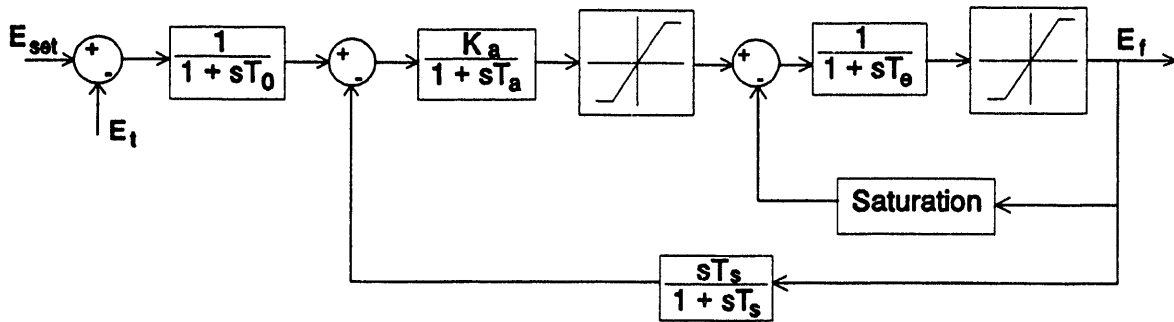 E_set
+
-
E_t
1
1 + sT_0
+
-
K_a
1 + sT_a
+
-
1
1 + sT_e
E_f
Saturation
sT_s
1 + sT_s